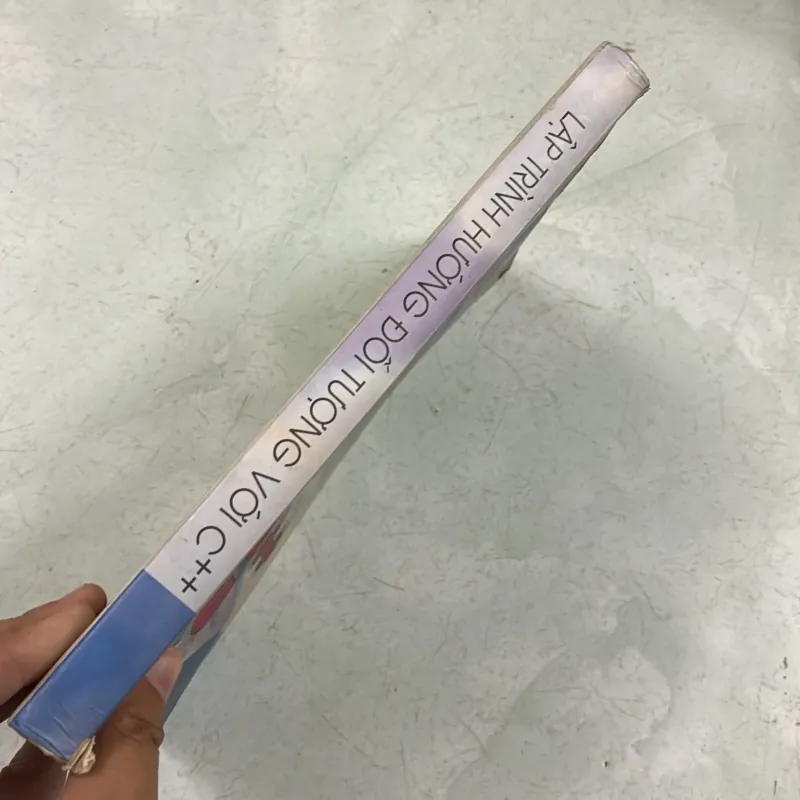 LẬP TRÌNH HƯỚNG ĐỐI TƯỢNG VỚI C++